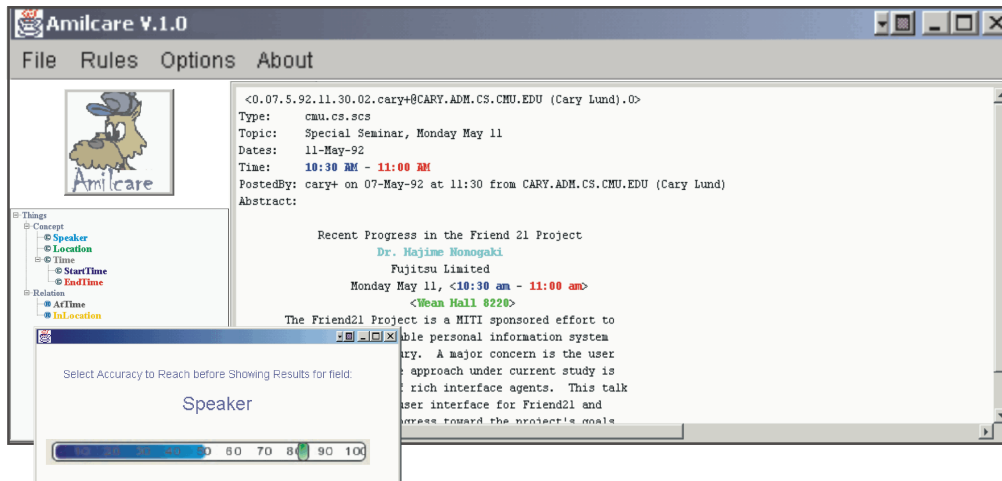 Amilcare V.1.0
File Rules Options About
Amilcare
Things
Concept
Speaker
Location
Time
StartTime
EndTime
Relation
AtTime
InLocation
<0.07.5.92.11.30.02.cary+@CARY.ADM.CS.CMU.EDU (Cary Lund).0>
Type: cmu.cs.scs
Topic: Special Seminar, Monday May 11
Dates: 11-May-92
Time: 10:30 AM - 11:00 AM
PostedBy: cary+ on 07-May-92 at 11:30 from CARY.ADM.CS.CMU.EDU (Cary Lund)
Abstract:
Recent Progress in the Friend 21 Project
Dr. Hajime Nonogaki
Fujitsu Limited
Monday May 11, <10:30 am - 11:00 am>
<Wean Hall 8220>
The Friend21 Project is a MITI sponsored effort to
personal information system
A major concern is the user
approach under current study is
rich interface agents. This talk
user interface for Friend21 and
toward the project's goals
Select Accuracy to Reach before Showing Results for field:
Speaker
60 70 90 100